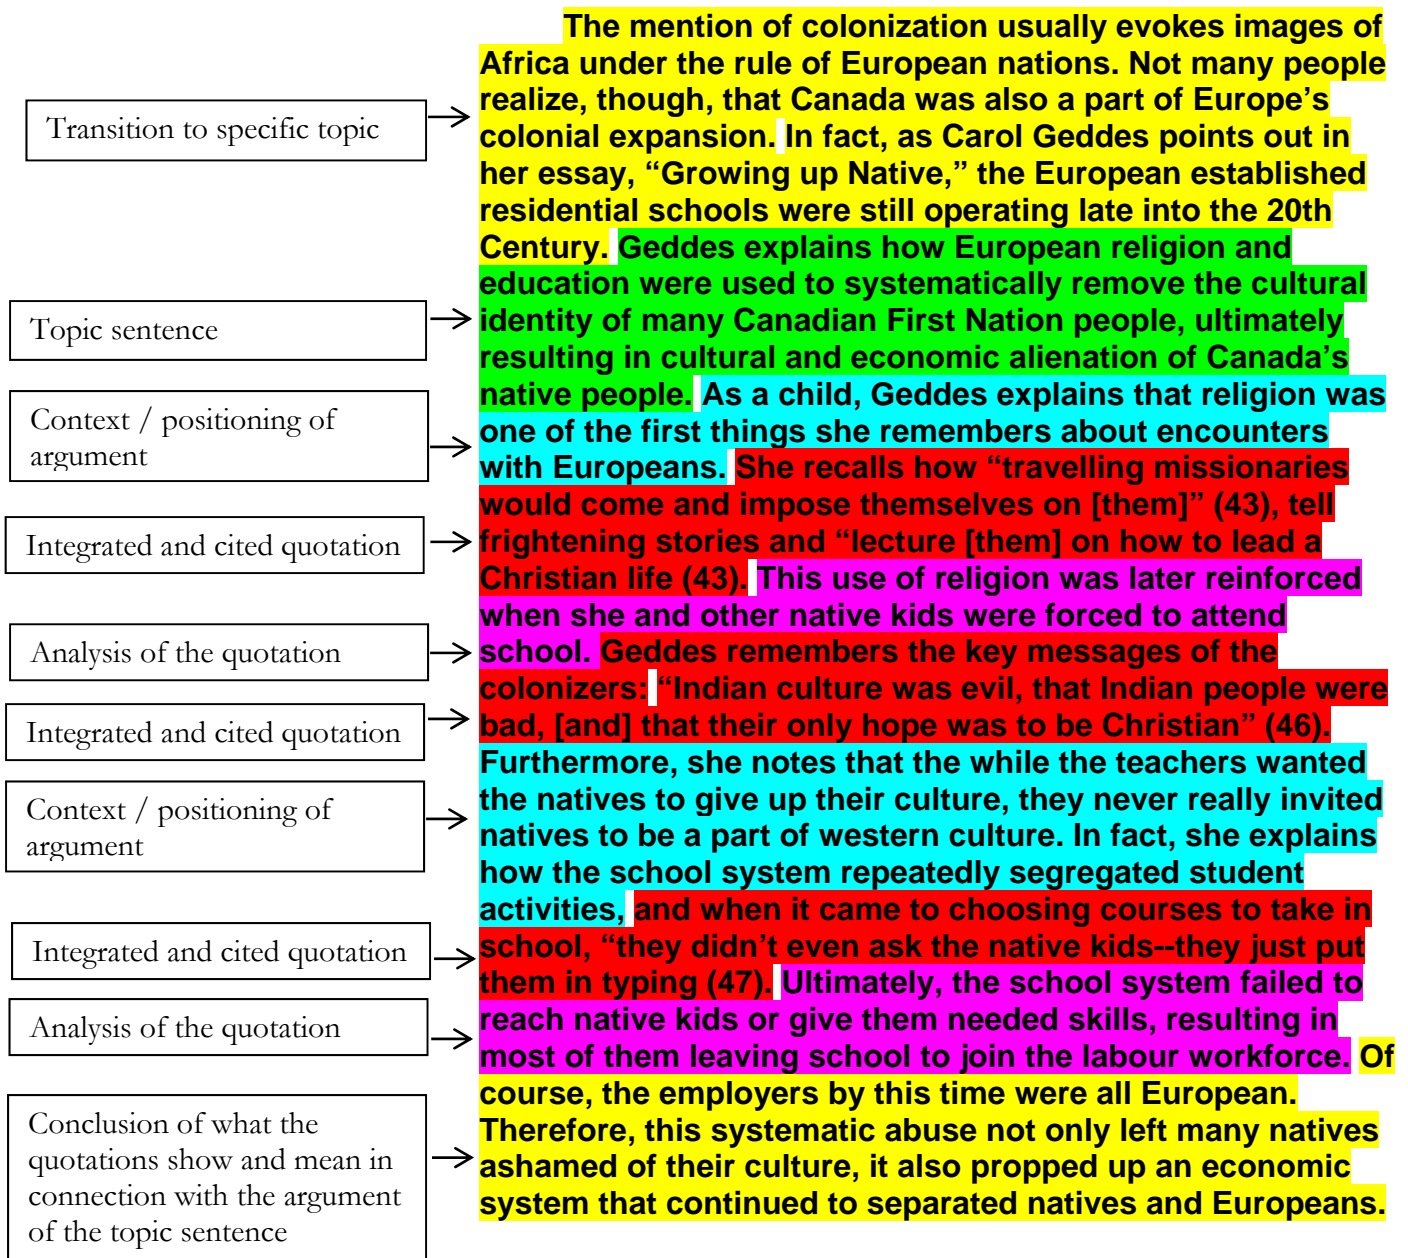 The mention of colonization usually evokes images of
Africa under the rule of European nations. Not many people
realize, though, that Canada was also a part of Europe's
colonial expansion. In fact, as Carol Geddes points out in
her essay, “Growing up Native,” the European established
residential schools were still operating late into the 20th
Century. Geddes explains how European religion and
education were used to systematically remove the cultural
identity of many Canadian First Nation people, ultimately
resulting in cultural and economic alienation of Canada's
native people. As a child, Geddes explains that religion was
one of the first things she remembers about encounters
with Europeans. She recalls how “travelling missionaries
would come and impose themselves on [them]” (43), tell
frightening stories and “lecture [them] on how to lead a
Christian life (43). This use of religion was later reinforced
when she and other native kids were forced to attend
school. Geddes remembers the key messages of the
colonizers: “Indian culture was evil, that Indian people were
bad, [and] that their only hope was to be Christian” (46).
Furthermore, she notes that the while the teachers wanted
the natives to give up their culture, they never really invited
natives to be a part of western culture. In fact, she explains
how the school system repeatedly segregated student
activities, and when it came to choosing courses to take in
school, “they didn't even ask the native kids--they just put
them in typing (47). Ultimately, the school system failed to
reach native kids or give them needed skills, resulting in
most of them leaving school to join the labour workforce. Of
course, the employers by this time were all European.
Therefore, this systematic abuse not only left many natives
ashamed of their culture, it also propped up an economic
system that continued to separated natives and Europeans.
Transition to specific topic
Topic sentence
Context / positioning of
argument
Integrated and cited quotation
Analysis of the quotation
Integrated and cited quotation
Context / positioning of
argument
Integrated and cited quotation
Analysis of the quotation
Conclusion of what the
quotations show and mean in
connection with the argument
of the topic sentence